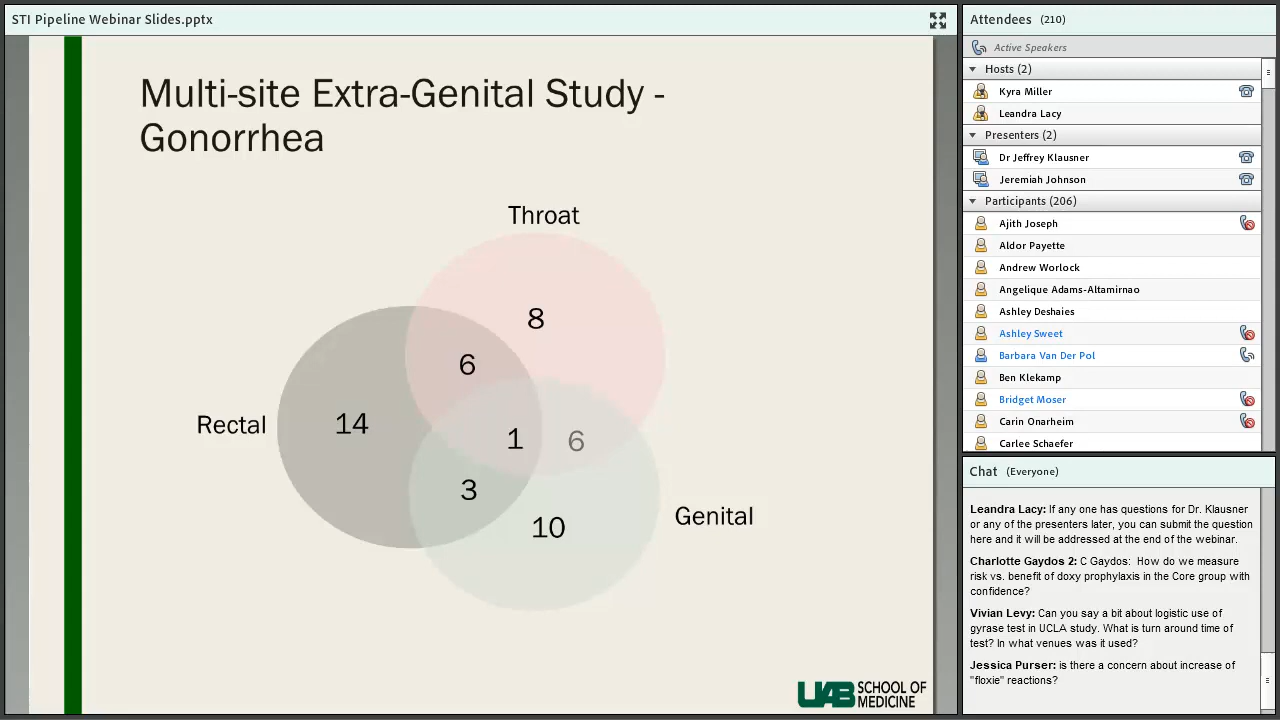 STI Pipeline Webinar Slides.pptx
Multi-site Extra-Genital Study -
Gonorrhea
Throat
8
6
Rectal
14
1
6
3
10
Genital
UAB SCHOOL OF
MEDICINE
Attendees (210)
Active Speakers
Hosts (2)
Kyra Miller
Leandra Lacy
Presenters (2)
Dr Jeffrey Klausner
Jeremiah Johnson
Participants (206)
Ajith Joseph
Aldor Payette
Andrew Worlock
Angelique Adams-Altamirnao
Ashley Deshaies
Ashley Sweet
Barbara Van Der Pol
Ben Klekamp
Bridget Moser
Carin Onarheim
Carlee Schaefer
Chat (Everyone)
Leandra Lacy: If any one has questions for Dr. Klausner
or any of the presenters later, you can submit the question
here and it will be addressed at the end of the webinar.
Charlotte Gaydos 2: C Gaydos: How do we measure
risk vs. benefit of doxy prophylaxis in the Core group with
confidence?
Vivian Levy: Can you say a bit about logistic use of
gyrase test in UCLA study. What is turn around time of
test? In what venues was it used?
Jessica Purser: is there a concern about increase of
"floxie" reactions?